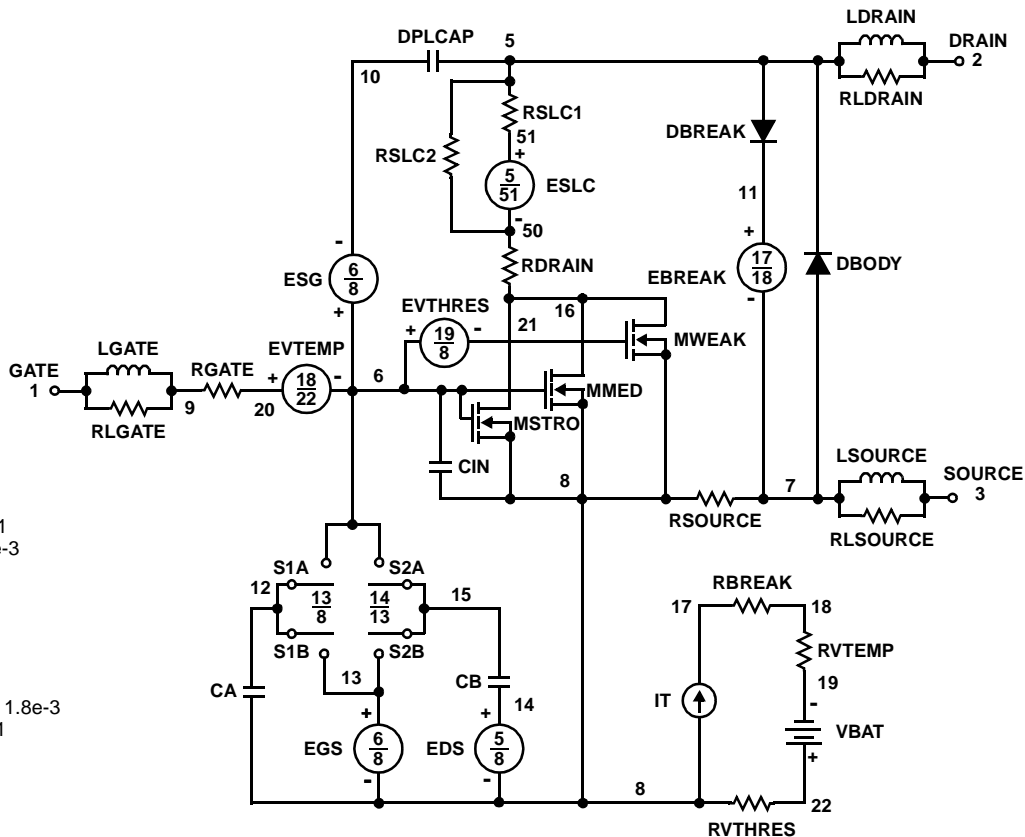 LDRAIN
DPLCAP 5 DRAIN
10 2
RLDRAIN
RSLC1
DBREAK
51
RSLC2 +
5
51 ESLC
11
- 50
-
+
17
18
RDRAIN DBODY
6
8
ESG EBREAK
EVTHRES -
+ 16
+ 19
8 - 21
MWEAK
LGATE EVTEMP
GATE RGATE + 18
22 - 6
1 MMED
9 20
RLGATE MSTRO
LSOURCE
CIN SOURCE
8 7 3
RSOURCE
RLSOURCE
1
e-3
S1A S2A
12 13
8 14
13 15 RBREAK
17 18
S1B S2B
RVTEMP
13 CB 19
CA 14 IT -
1.8e-3
1
+ + VBAT
EGS 6
8 EDS 5
8 +
- - 8 22
RVTHRES